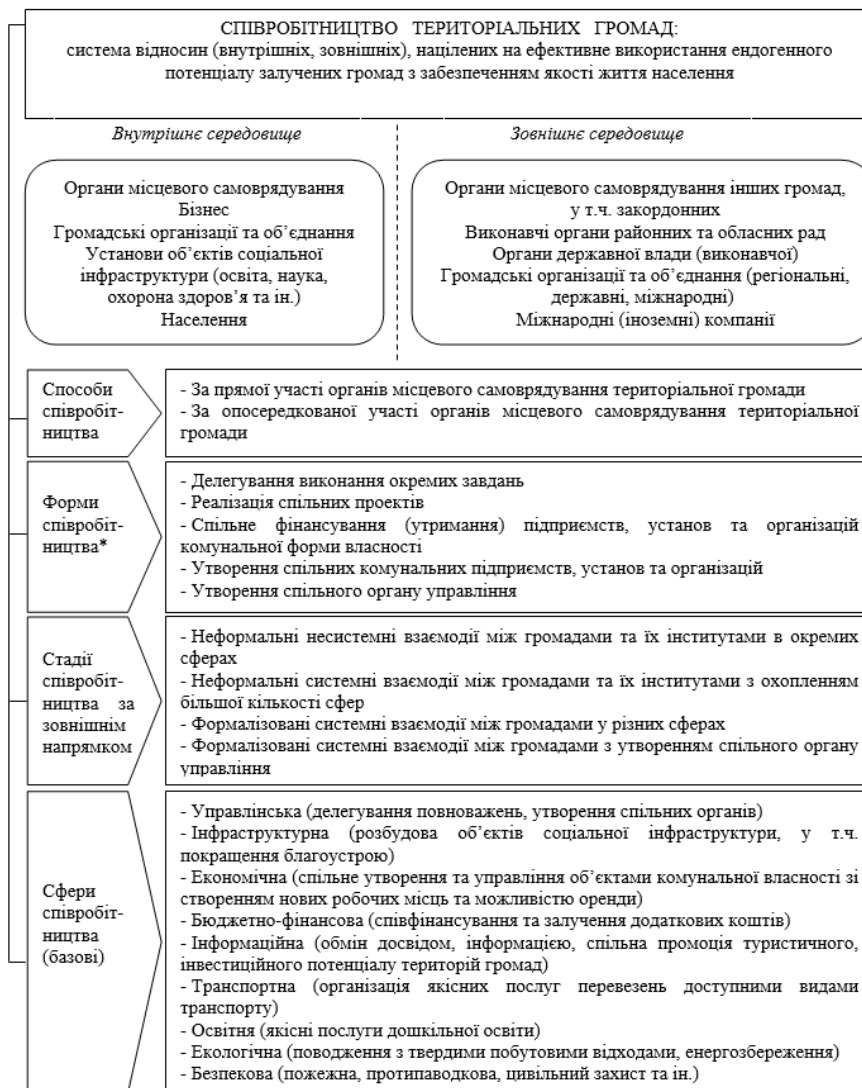 СПІВРОБІТНИЦТВО ТЕРИТОРІАЛЬНИХ ГРОМАД:
система відносин (внутрішніх, зовнішніх), націлених на ефективне використання ендогенного
потенціалу залучених громад з забезпеченням якості життя населення
Внутрішнє середовище
Органи місцевого самоврядування
Бізнес
Громадські організації та об’єднання
Установи об’єктів соціальної
інфраструктури (освіта, наука,
охорона здоров’я та ін.)
Населення
Зовнішнє середовище
Органи місцевого самоврядування інших громад,
у т.ч. закордонних
Виконавчі органи районних та обласних рад
Органи державної влади (виконавчої)
Громадські організації та об’єднання (регіональні,
державні, міжнародні)
Міжнародні (іноземні) компанії
Способи
співробіт-
ництва
- За прямої участі органів місцевого самоврядування територіальної громади
- За опосередкованої участі органів місцевого самоврядування територіальної
громади
Форми
співробіт-
ництва*
- Делегування виконання окремих завдань
- Реалізація спільних проектів
- Спільне фінансування (утримання) підприємств, установ та організацій
комунальної форми власності
- Утворення спільних комунальних підприємств, установ та організацій
- Утворення спільного органу управління
Стадії
співробіт-
ництва за
зовнішнім
напрямком
- Неформальні несистемні взаємодії між громадами та їх інститутами в окремих
сферах
- Неформальні системні взаємодії між громадами та їх інститутами з охопленням
більшої кількості сфер
- Формалізовані системні взаємодії між громадами у різних сферах
- Формалізовані системні взаємодії між громадами з утворенням спільного органу
управління
Сфери
співробіт-
ництва
(базові)
- Управлінська (делегування повноважень, утворення спільних органів)
- Інфраструктурна (розбудова об’єктів соціальної інфраструктури, у т.ч.
покращення благоустрою)
- Економічна (спільне утворення та управління об’єктами комунальної власності зі
створенням нових робочих місць та можливістю оренди)
- Бюджетно-фінансова (співфінансування та залучення додаткових коштів)
- Інформаційна (обмін досвідом, інформацією, спільна промоція туристичного,
інвестиційного потенціалу територій громад)
- Транспортна (організація якісних послуг перевезень доступними видами
транспорту)
- Освітня (якісні послуги дошкільної освіти)
- Екологічна (поводження з твердими побутовими відходами, енергозбереження)
- Безпекова (пожежна, протипаводкова, цивільний захист та ін.)